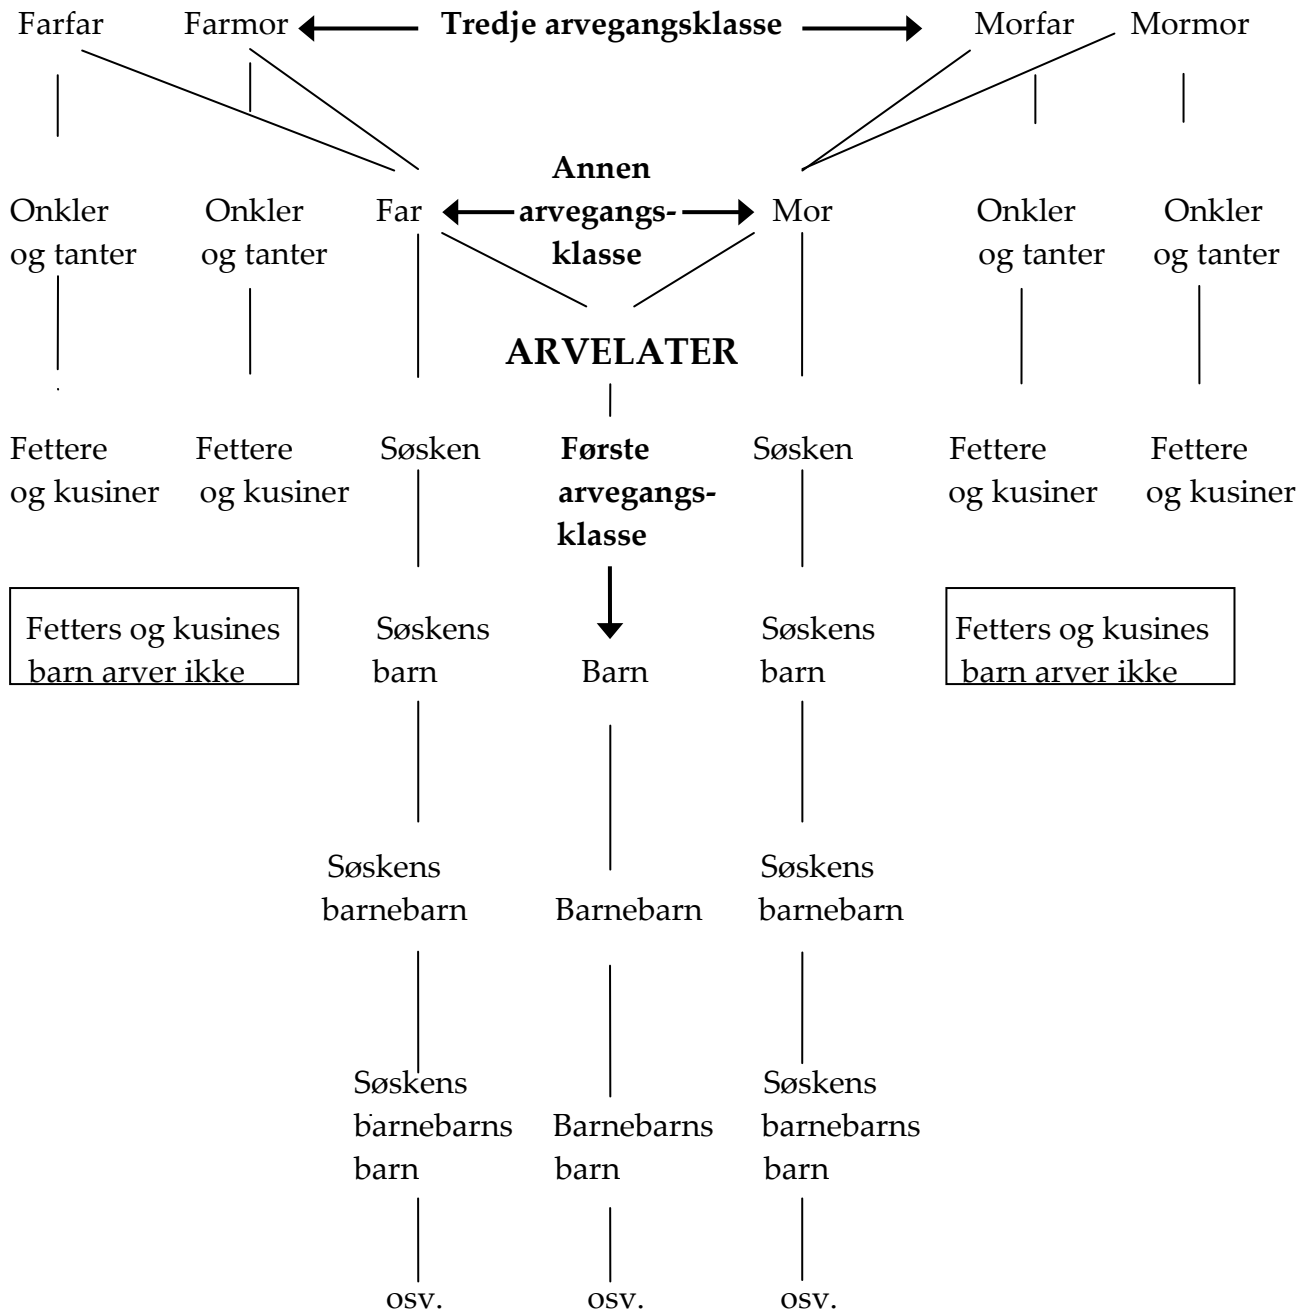 Farfar Farmor Tredje arvegangsklasse Morfar Mormor
Annen
Onkler Onkler Far arvegangs- Mor Onkler Onkler
og tanter og tanter klasse og tanter og tanter
ARVELATER
Fettere Fettere Søsken Første Søsken Fettere Fettere
og kusiner og kusiner arvegangs- og kusiner og kusiner
klasse
Fetters og kusines Søskens Søskens Fetters og kusines
barn arver ikke barn Barn barn barn arver ikke
Søskens Søskens
barnebarn Barnebarn barnebarn
Søskens Søskens
barnebarns Barnebarns barnebarns
barn barn barn
osv. osv. osv.